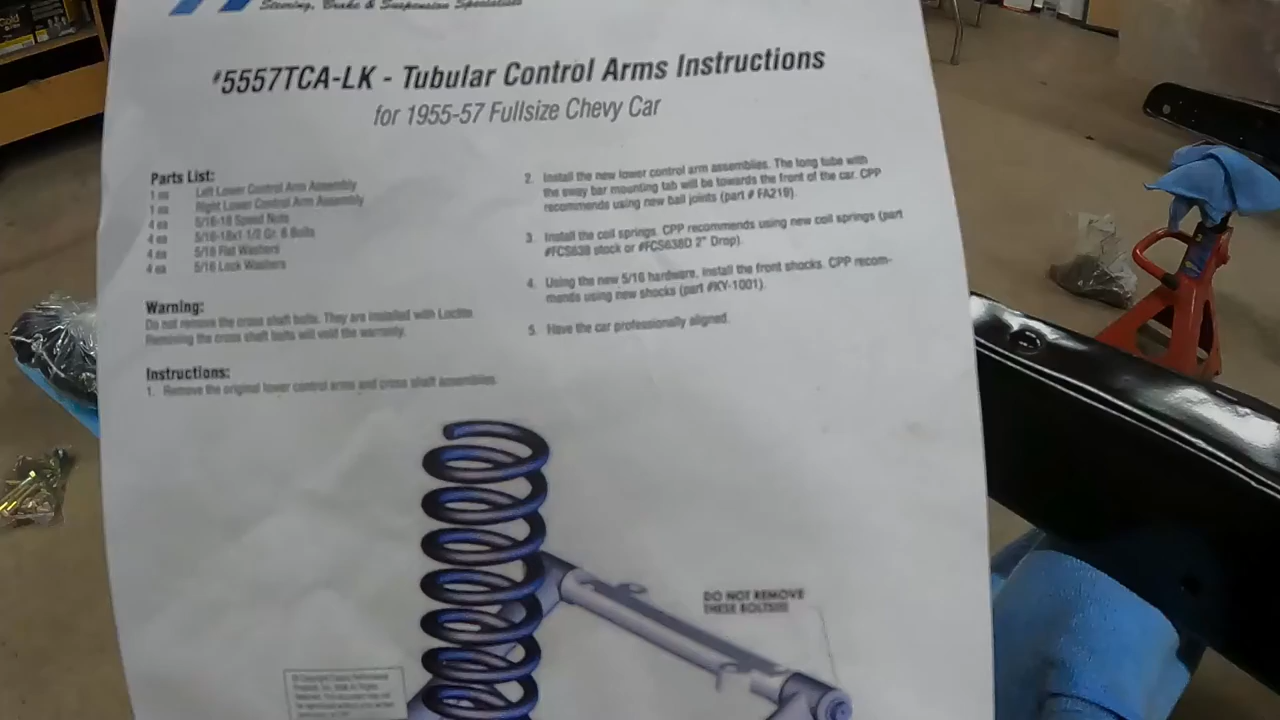 Steering, Brake & Suspension Specialists
#5557TCA-LK - Tubular Control Arms Instructions
for 1955-57 Fullsize Chevy Car
Parts List:
1 ea Left Lower Control Arm Assembly
1 ea Right Lower Control Arm Assembly
4 ea 5/16-18 Speed Nuts
4 ea 5/16-18x1 1/2 Gr. 8 Bolts
4 ea 5/16 Flat Washers
4 ea 5/16 Lock Washers
Warning:
Do not remove the cross shaft bolts. They are installed with Loctite
Removing the cross shaft bolts will void the warranty.
Instructions:
1. Remove the original lower control arms and cross shaft assemblies.
2. Install the new lower control arm assemblies. The long tube with
the sway bar mounting tab will be towards the front of the car. CPP
recommends using new ball joints (part # FA219).
3. Install the coil springs. CPP recommends using new coil springs (part
#FCS638 stock or #FCS638D 2" Drop).
4. Using the new 5/16 hardware, install the front shocks. CPP recom-
mends using new shocks (part #KY-1001).
5. Have the car professionally aligned.
DO NOT REMOVE
THESE BOLTS!!!